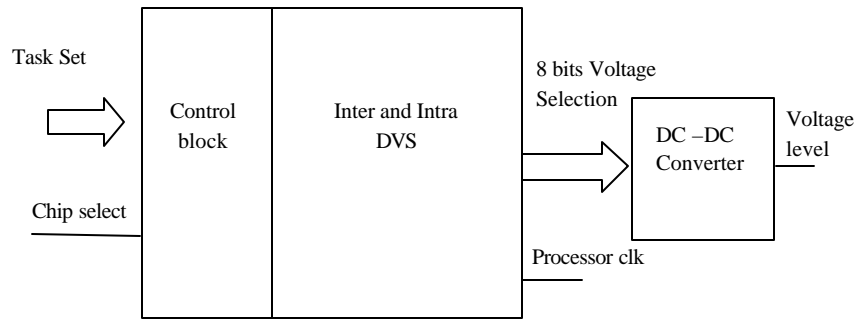 Task Set
Chip select
Control
block
Inter and Intra
DVS
8 bits Voltage
Selection
Processor clk
DC –DC
Converter
Voltage
level